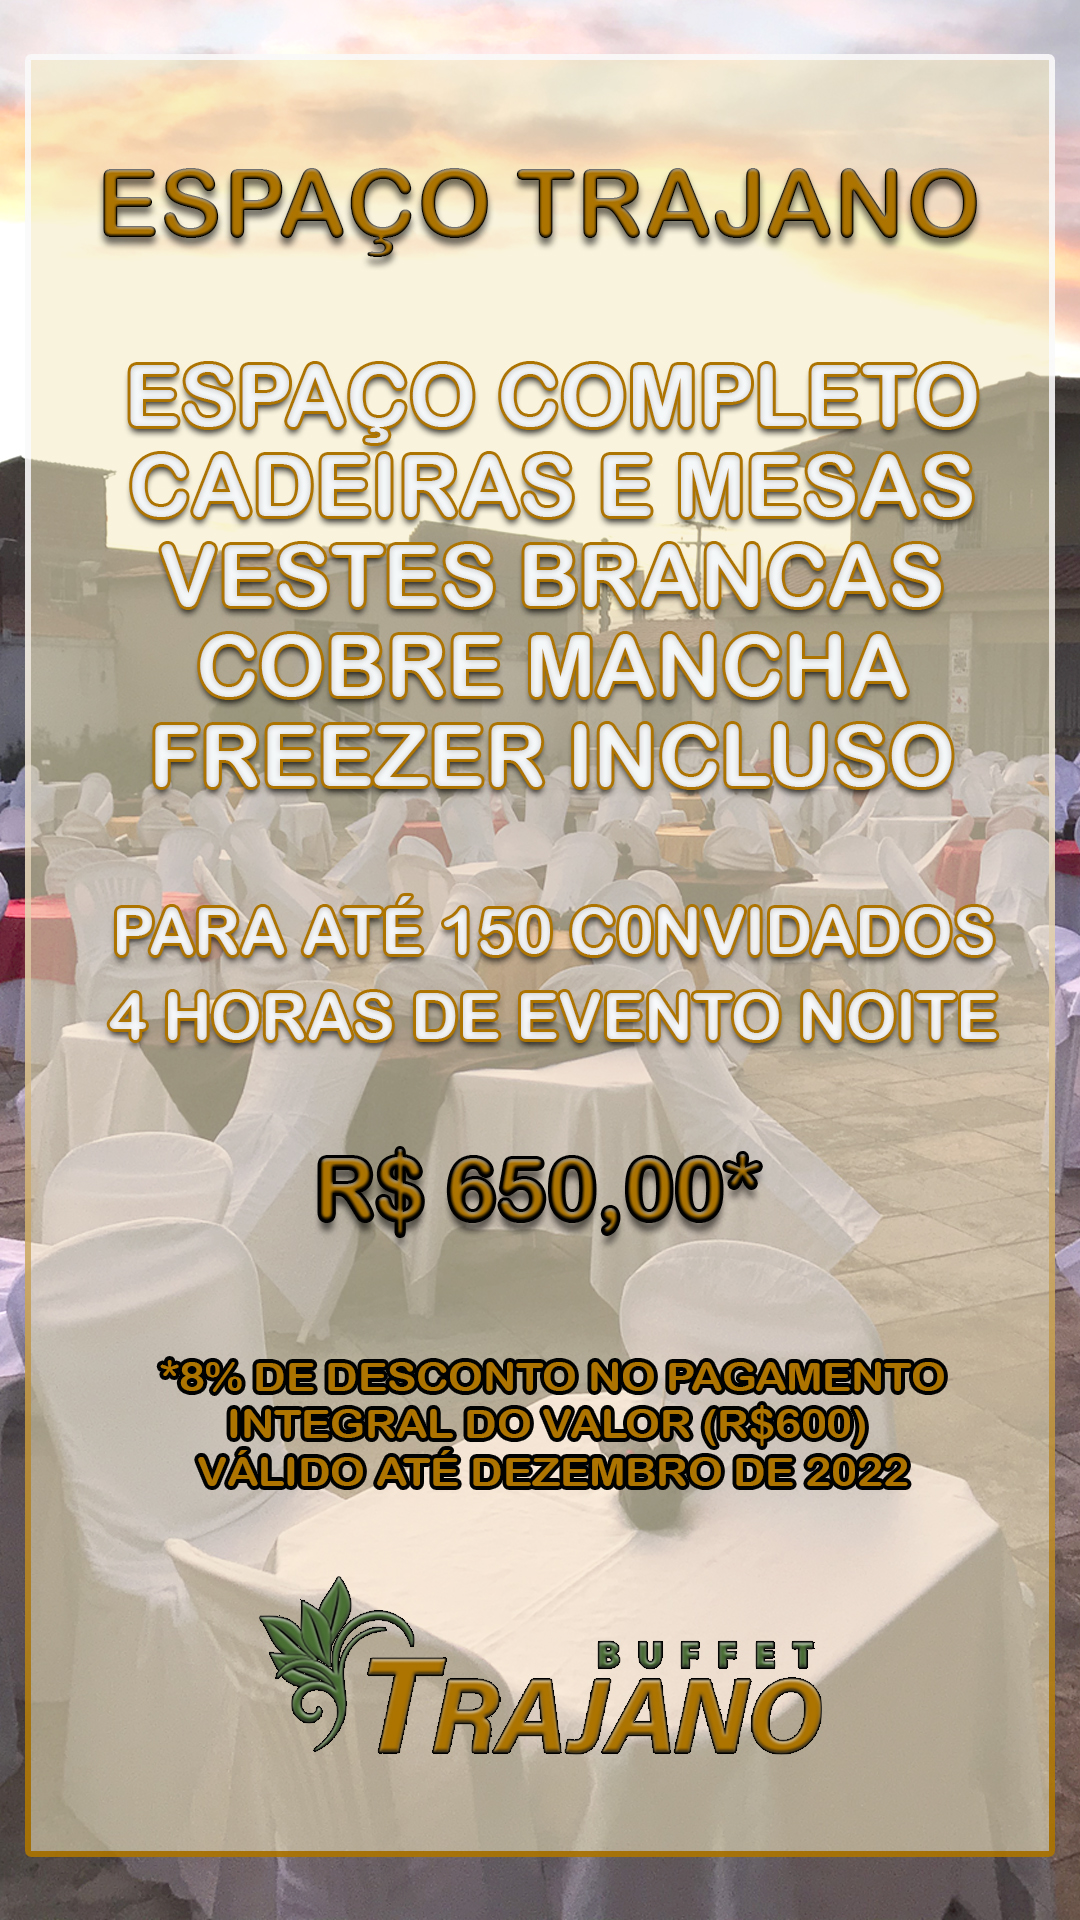 ESPAÇO TRAJANO
ESPAÇO COMPLETO
CADEIRAS E MESAS
VESTES BRANCAS
COBRE MANCHA
FREEZER INCLUSO
PARA ATÉ 150 C0NVIDADOS
4 HORAS DE EVENTO NOITE
R$ 650,00*
*8% DE DESCONTO NO PAGAMENTO
INTEGRAL DO VALOR (R$600)
VÁLIDO ATÉ DEZEMBRO DE 2022
BUFFET
TRAJANO